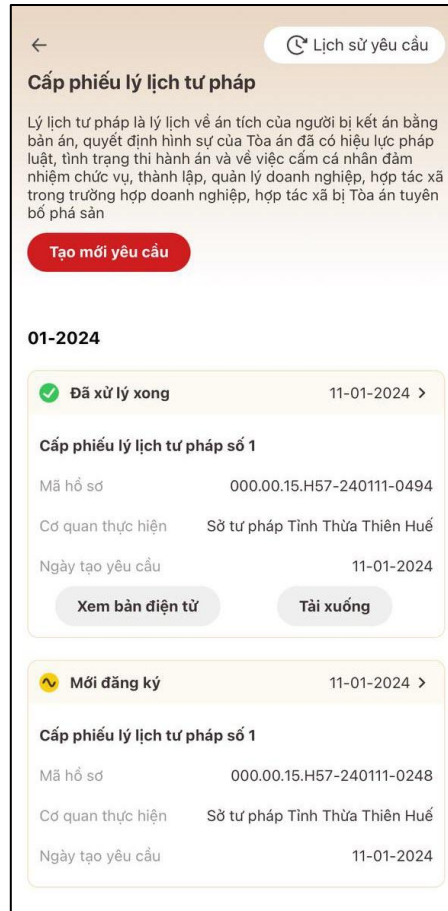 Lịch sử yêu cầu
Cấp phiếu lý lịch tư pháp
Lý lịch tư pháp là lý lịch về án tích của người bị kết án bằng
bản án, quyết định hình sự của Tòa án đã có hiệu lực pháp
luật, tình trạng thi hành án và về việc cấm cá nhân đảm
nhiệm chức vụ, thành lập, quản lý doanh nghiệp, hợp tác xã
trong trường hợp doanh nghiệp, hợp tác xã bị Tòa án tuyên
bố phá sản
Tạo mới yêu cầu
01-2024
Đã xử lý xong 11-01-2024
Cấp phiếu lý lịch tư pháp số 1
Mã hồ sơ 000.00.15.H57-240111-0494
Cơ quan thực hiện Sở tư pháp Tỉnh Thừa Thiên Huế
Ngày tạo yêu cầu 11-01-2024
Xem bản điện tử Tải xuống
Mới đăng ký 11-01-2024
Cấp phiếu lý lịch tư pháp số 1
Mã hồ sơ 000.00.15.H57-240111-0248
Cơ quan thực hiện Sở tư pháp Tỉnh Thừa Thiên Huế
Ngày tạo yêu cầu 11-01-2024